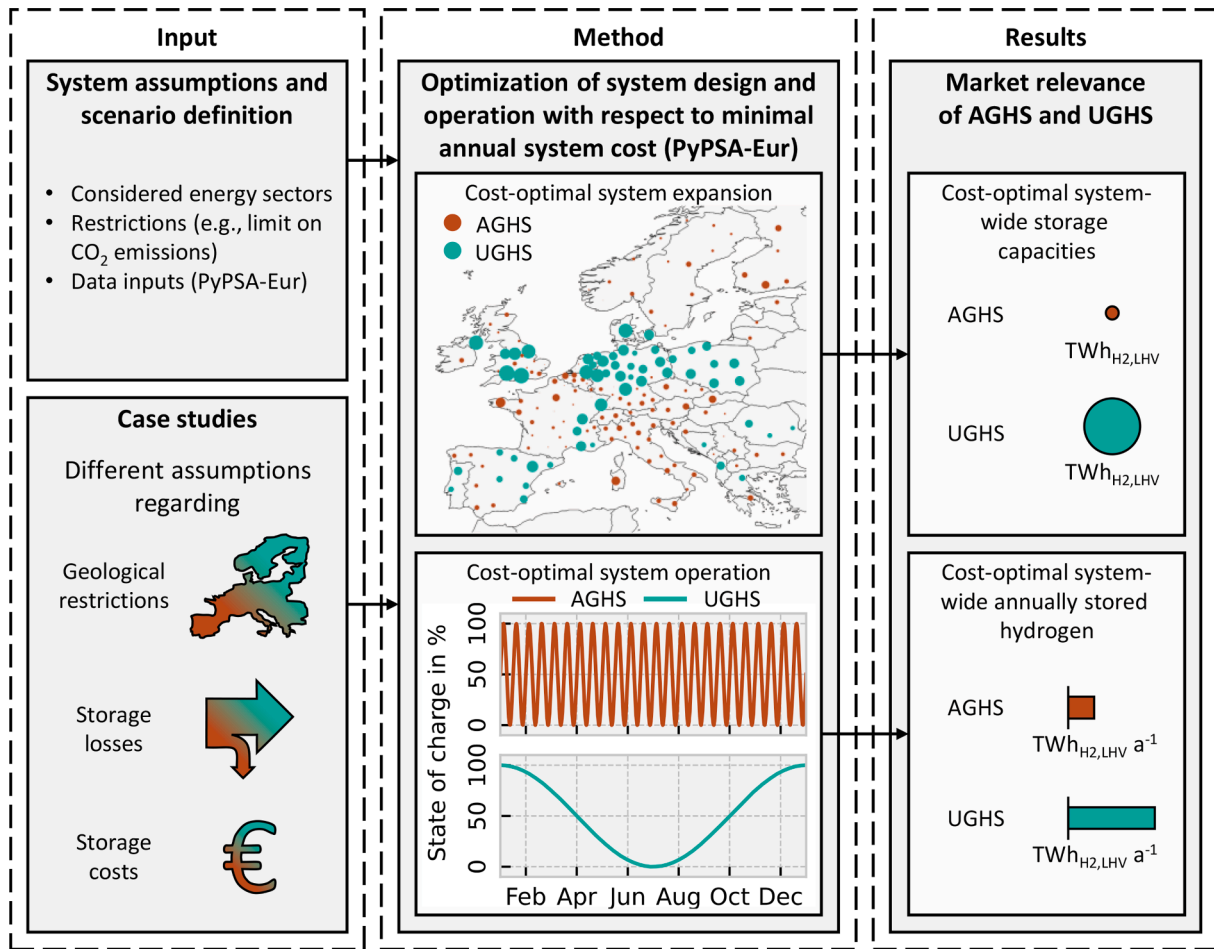 Input
System assumptions and
scenario definition
• Considered energy sectors
• Restrictions (e.g., limit on
CO₂ emissions)
• Data inputs (PyPSA-Eur)
Case studies
Different assumptions
regarding
Geological
restrictions
Storage
losses
Storage
costs
€
Method
Optimization of system design and
operation with respect to minimal
annual system cost (PyPSA-Eur)
Cost-optimal system expansion
AGHS
UGHS
Cost-optimal system operation
AGHS UGHS
State of charge in %
100
50
0
100
50
0
Feb Apr Jun Aug Oct Dec
Results
Market relevance
of AGHS and UGHS
Cost-optimal system-
wide storage
capacities
AGHS
TWh_H2,LHV
UGHS
TWh_H2,LHV
Cost-optimal system-
wide annually stored
hydrogen
AGHS
TWh_H2,LHV a⁻¹
UGHS
TWh_H2,LHV a⁻¹